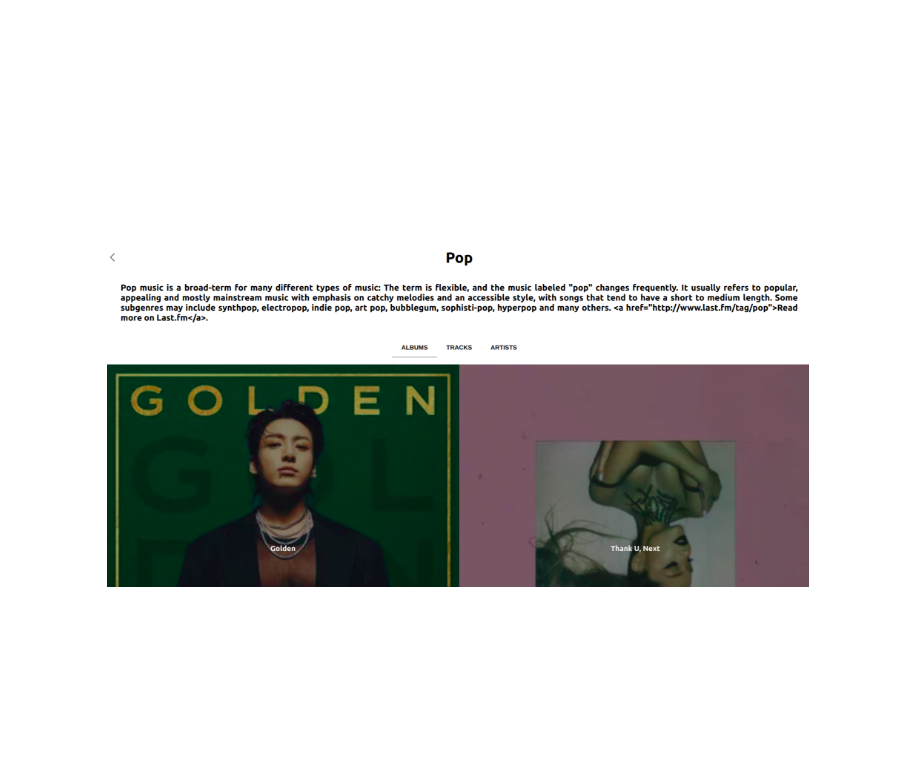 Pop
Pop music is a broad-term for many different types of music: The term is flexible, and the music labeled "pop" changes frequently. It usually refers to popular,
appealing and mostly mainstream music with emphasis on catchy melodies and an accessible style, with songs that tend to have a short to medium length. Some
subgenres may include synthpop, electropop, indie pop, art pop, bubblegum, sophisti-pop, hyperpop and many others. <a href="http://www.last.fm/tag/pop">Read
more on Last.fm</a>.
ALBUMS TRACKS ARTISTS
GOLDEN
Golden
Thank U, Next